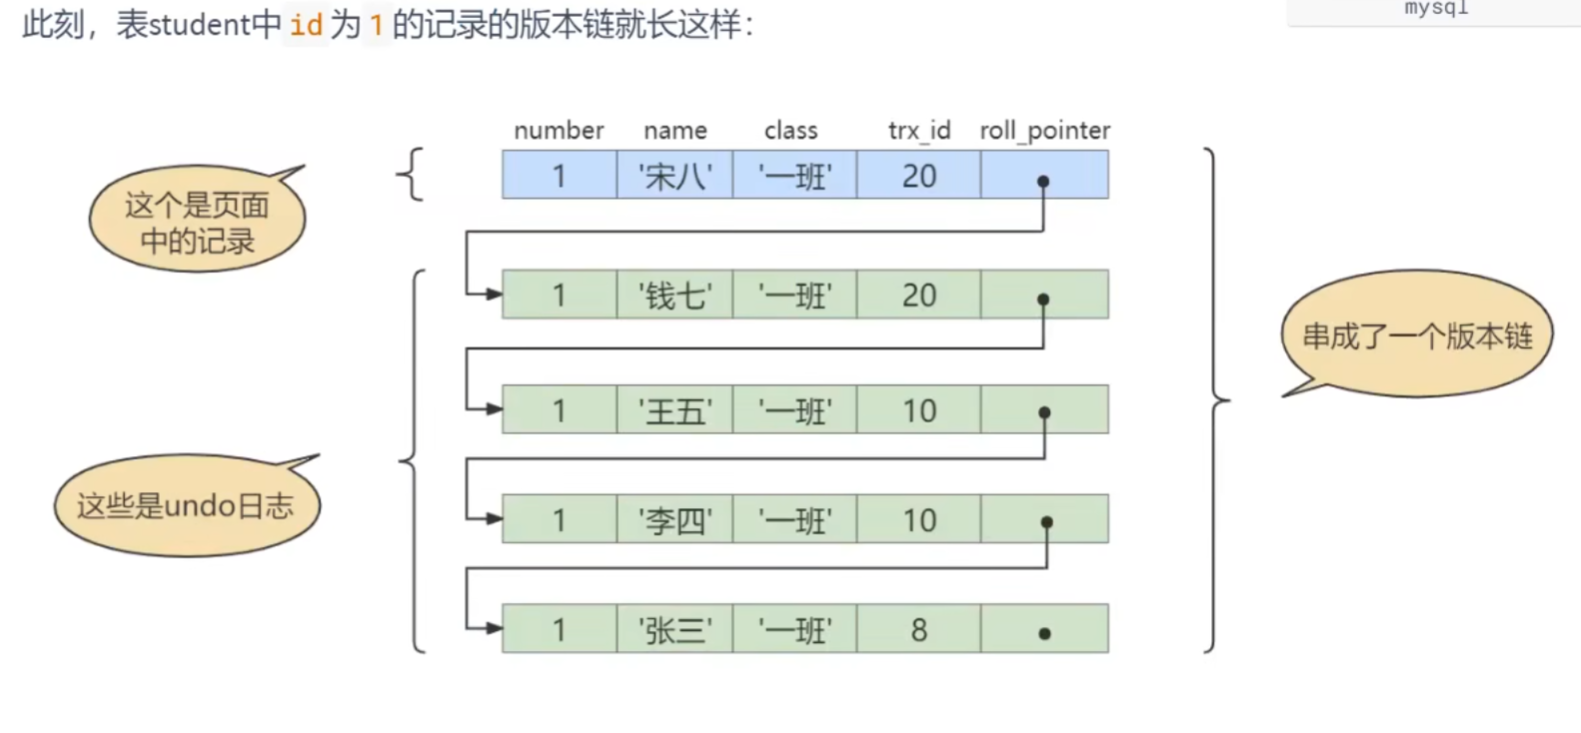 mysql
此刻，表student中 id 为 1 的记录的版本链就长这样：
number name class trx_id roll_pointer
1 '宋八' '一班' 20
这个是页面
中的记录
1 '钱七' '一班' 20
串成了一个版本链
1 '王五' '一班' 10
这些是undo日志
1 '李四' '一班' 10
1 '张三' '一班' 8